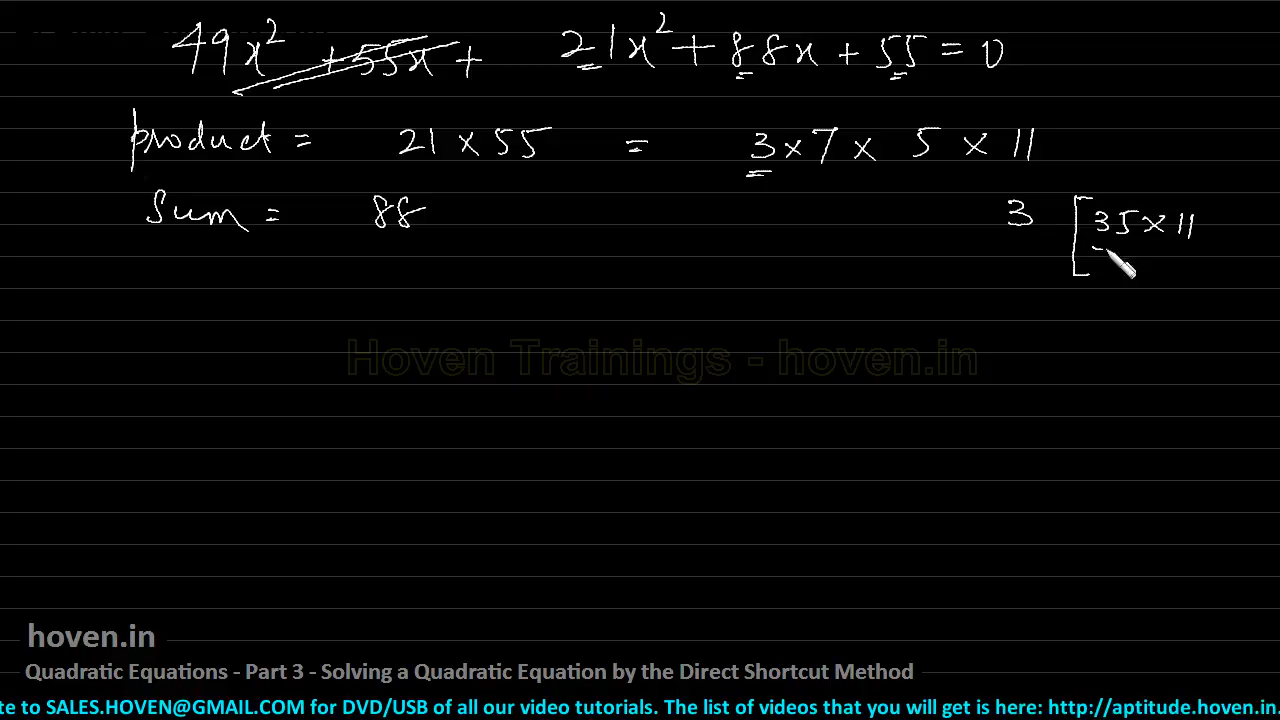 49x² +55x + 21x² + 88x + 55 = 0
product = 21 × 55 = 3 × 7 × 5 × 11
Sum = 88 3 [35 × 11
Hoven Trainings - hoven.in
hoven.in
Quadratic Equations - Part 3 - Solving a Quadratic Equation by the Direct Shortcut Method
te to SALES.HOVEN@GMAIL.COM for DVD/USB of all our video tutorials. The list of videos that you will get is here: http://aptitude.hoven.in.